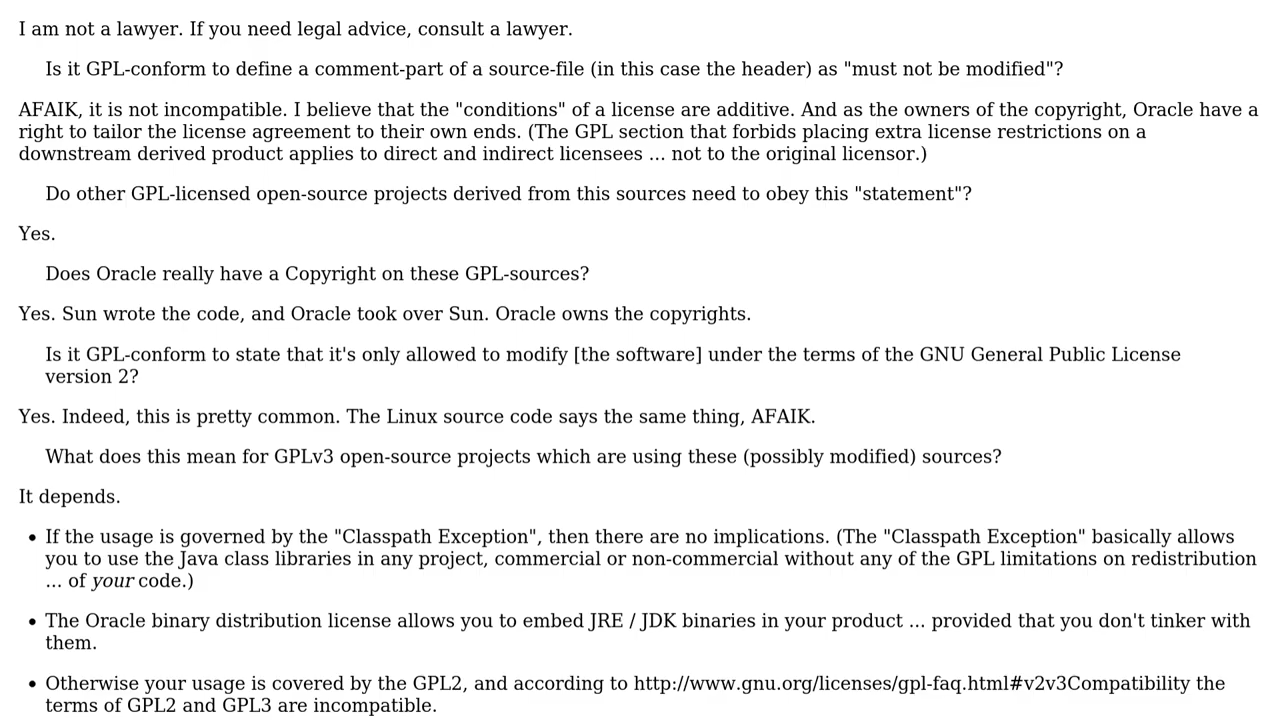 I am not a lawyer. If you need legal advice, consult a lawyer.
Is it GPL-conform to define a comment-part of a source-file (in this case the header) as "must not be modified"?
AFAIK, it is not incompatible. I believe that the "conditions" of a license are additive. And as the owners of the copyright, Oracle have a
right to tailor the license agreement to their own ends. (The GPL section that forbids placing extra license restrictions on a
downstream derived product applies to direct and indirect licensees ... not to the original licensor.)
Do other GPL-licensed open-source projects derived from this sources need to obey this "statement"?
Yes.
Does Oracle really have a Copyright on these GPL-sources?
Yes. Sun wrote the code, and Oracle took over Sun. Oracle owns the copyrights.
Is it GPL-conform to state that it's only allowed to modify [the software] under the terms of the GNU General Public License
version 2?
Yes. Indeed, this is pretty common. The Linux source code says the same thing, AFAIK.
What does this mean for GPLv3 open-source projects which are using these (possibly modified) sources?
It depends.
• If the usage is governed by the "Classpath Exception", then there are no implications. (The "Classpath Exception" basically allows
you to use the Java class libraries in any project, commercial or non-commercial without any of the GPL limitations on redistribution
... of your code.)
• The Oracle binary distribution license allows you to embed JRE / JDK binaries in your product ... provided that you don't tinker with
them.
• Otherwise your usage is covered by the GPL2, and according to http://www.gnu.org/licenses/gpl-faq.html#v2v3Compatibility the
terms of GPL2 and GPL3 are incompatible.